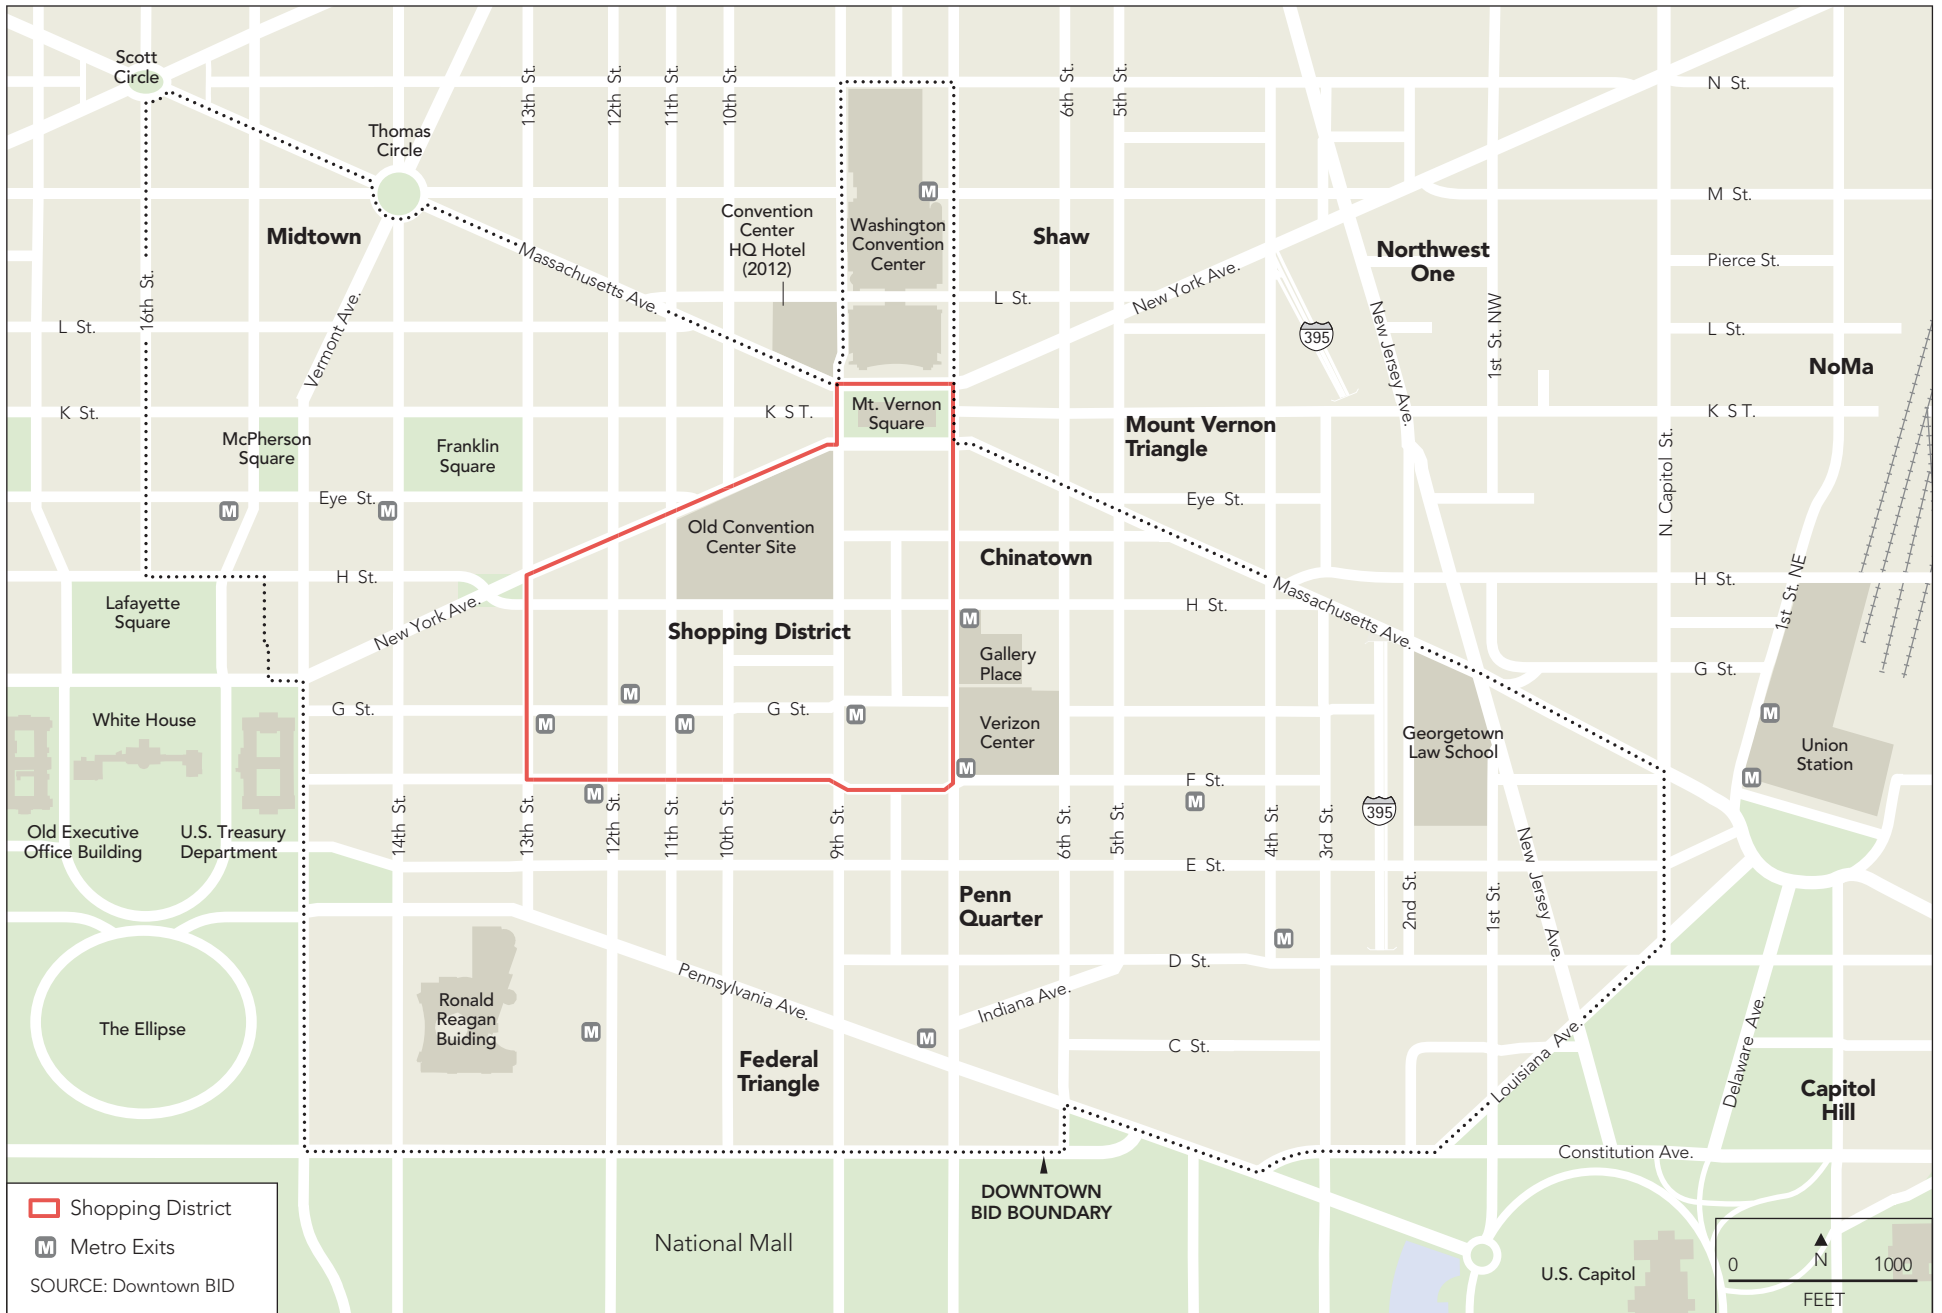 Scott
Circle
Thomas
Circle
13th St.
12th St.
11th St.
10th St.
6th St.
5th St.
N St.
M
M St.
Midtown
Convention
Center
HQ Hotel
(2012)
Washington
Convention
Center
Shaw
Northwest
One
Pierce St.
16th St.
Massachusetts Ave.
Vermont Ave.
New York Ave.
L St.
L St.
395
New Jersey Ave.
1st St. NW
L St.
NoMa
K St.
K ST.
Mt. Vernon
Square
Mount Vernon
Triangle
K ST.
McPherson
Square
Franklin
Square
N. Capitol St.
Eye St.
M
M
Old Convention
Center Site
Eye St.
Chinatown
H St.
Lafayette
Square
New York Ave.
Shopping District
H St.
M
Massachusetts Ave.
H St.
1st St. NE
Gallery
Place
G St.
White House
G St.
M
M
M
G St.
M
Verizon
Center
M
Georgetown
Law School
M
Union
Station
M
F St.
M
M
395
Old Executive
Office Building
U.S. Treasury
Department
14th St.
13th St.
12th St.
11th St.
10th St.
9th St.
6th St.
5th St.
4th St.
3rd St.
E St.
2nd St.
1st St.
New Jersey Ave.
Penn
Quarter
M
D St.
Pennsylvania Ave.
Indiana Ave.
The Ellipse
Ronald
Reagan
Buiding
M
M
C St.
Federal
Triangle
Louisiana Ave.
Delaware Ave.
Capitol
Hill
Constitution Ave.
DOWNTOWN
BID BOUNDARY
National Mall
U.S. Capitol
Shopping District
M Metro Exits
SOURCE: Downtown BID
0 N 1000
FEET